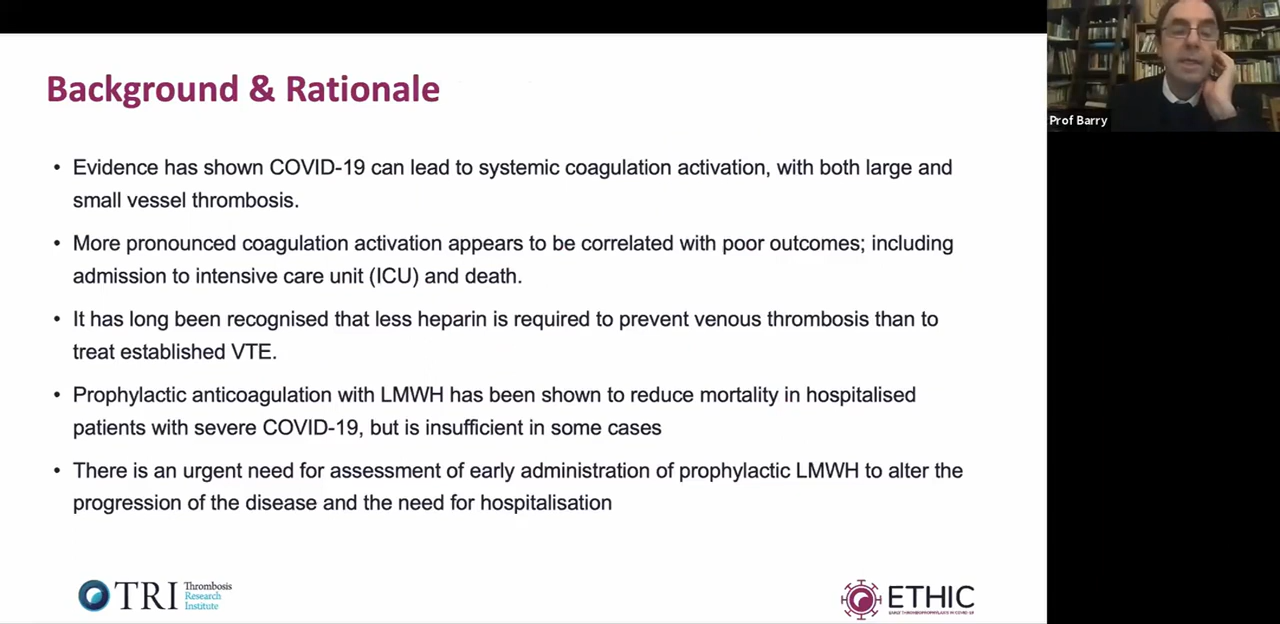 Background & Rationale
Prof Barry
• Evidence has shown COVID-19 can lead to systemic coagulation activation, with both large and
small vessel thrombosis.
• More pronounced coagulation activation appears to be correlated with poor outcomes; including
admission to intensive care unit (ICU) and death.
• It has long been recognised that less heparin is required to prevent venous thrombosis than to
treat established VTE.
• Prophylactic anticoagulation with LMWH has been shown to reduce mortality in hospitalised
patients with severe COVID-19, but is insufficient in some cases
• There is an urgent need for assessment of early administration of prophylactic LMWH to alter the
progression of the disease and the need for hospitalisation
TRI
Thrombosis
Research
Institute
ETHIC
EARLY THROMBOPROPHYLAXIS IN COVID-19